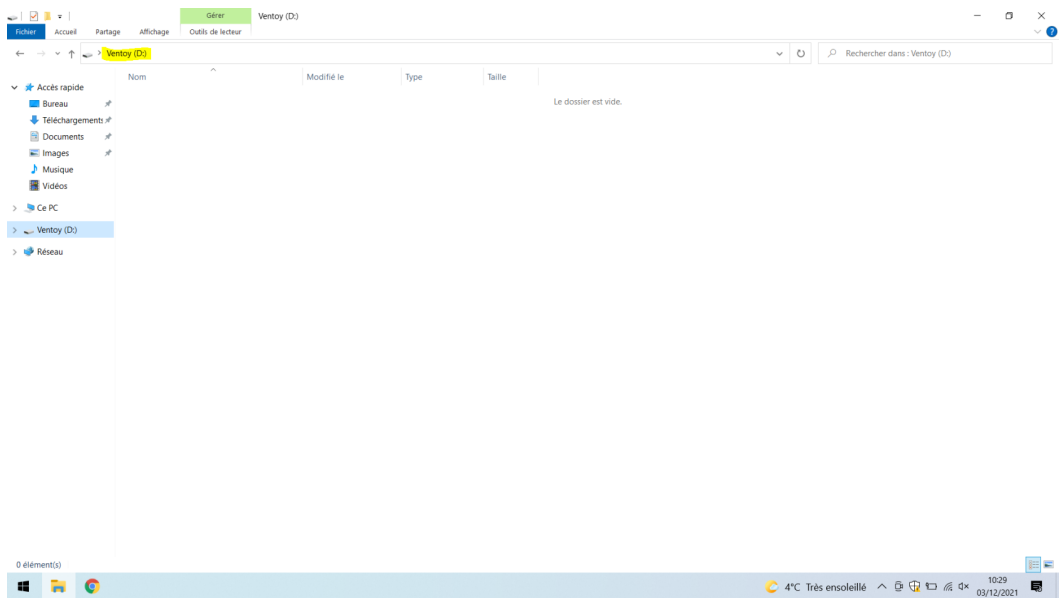 Gérer Ventoy (D:)
Fichier Accueil Partage Affichage Outils de lecteur
Ventoy (D:) Rechercher dans : Ventoy (D:)
Nom Modifié le Type Taille
Le dossier est vide.
Accès rapide
Bureau
Téléchargements
Documents
Images
Musique
Vidéos
Ce PC
Ventoy (D:)
Réseau
0 élément(s)
4°C Très ensoleillé 10:29
03/12/2021